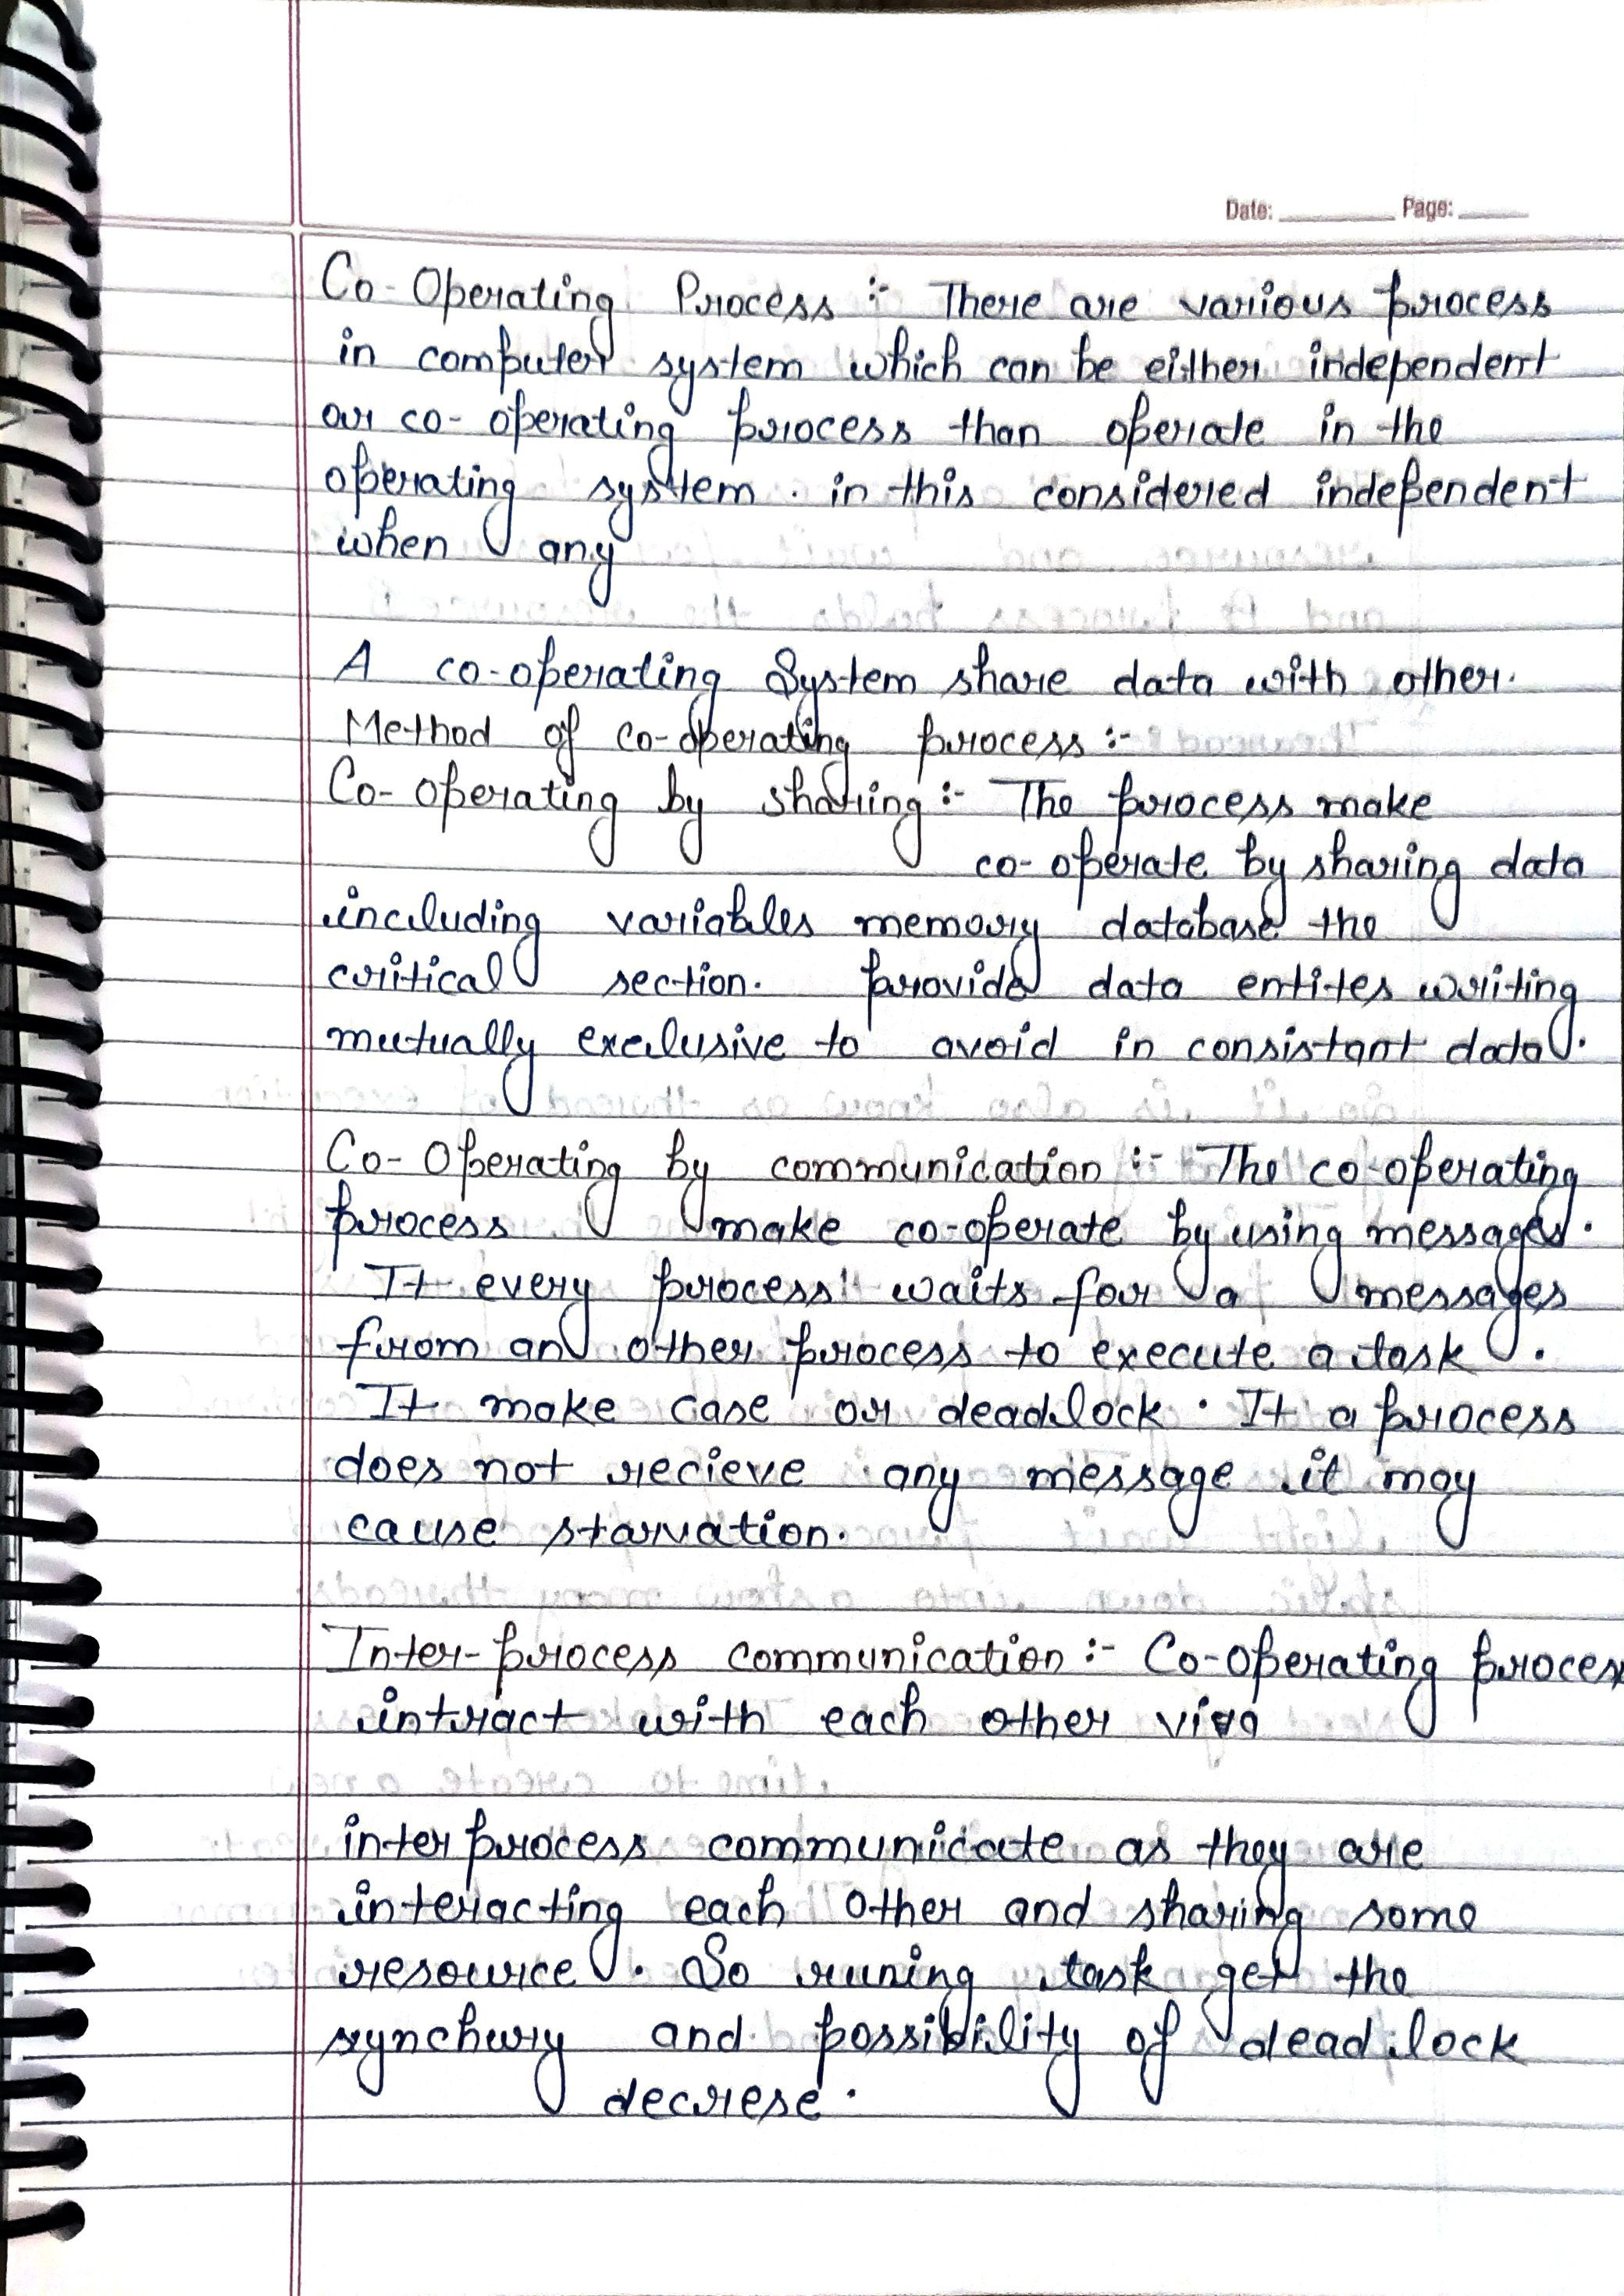 Date: Page:
Co-Operating Process :- There are various process
in computer system which can be either independent
our co-operating process than operate in the
operating system. in this considered independent
when any
A co-operating System share data with other.
Method of co-operating process :-
Co-operating by sharing :- The process make
co-operate by sharing data
including variables memory database the
critical section. provide data entites writing
mutually exclusive to avoid in consistant data.
Co-Operating by communication :- The co-operating
process make co-operate by using messages.
It every process waits for a messages
from an other process to execute a task.
It make case or deadlock. It a process
does not recieve any message it may
cause starvation.
Inter-process communication :- Co-operating process
intract with each other via
inter process communicate as they are
interacting each other and sharing some
resource. So runing task get the
and possibility of dead lock
decrese.